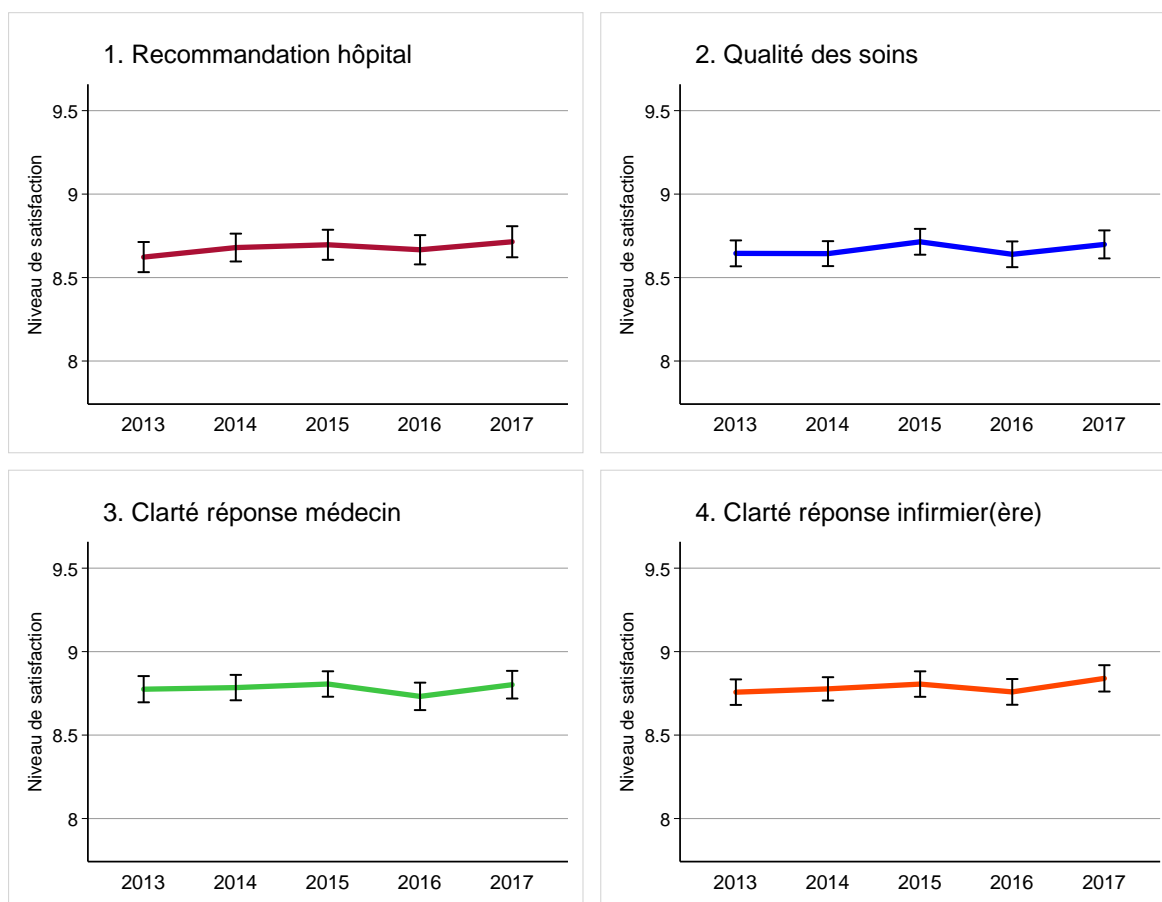 1. Recommandation hôpital
Niveau de satisfaction
9.5
9
8.5
8
2013 2014 2015 2016 2017
2. Qualité des soins
Niveau de satisfaction
9.5
9
8.5
8
2013 2014 2015 2016 2017
3. Clarté réponse médecin
Niveau de satisfaction
9.5
9
8.5
8
2013 2014 2015 2016 2017
4. Clarté réponse infirmier(ère)
Niveau de satisfaction
9.5
9
8.5
8
2013 2014 2015 2016 2017